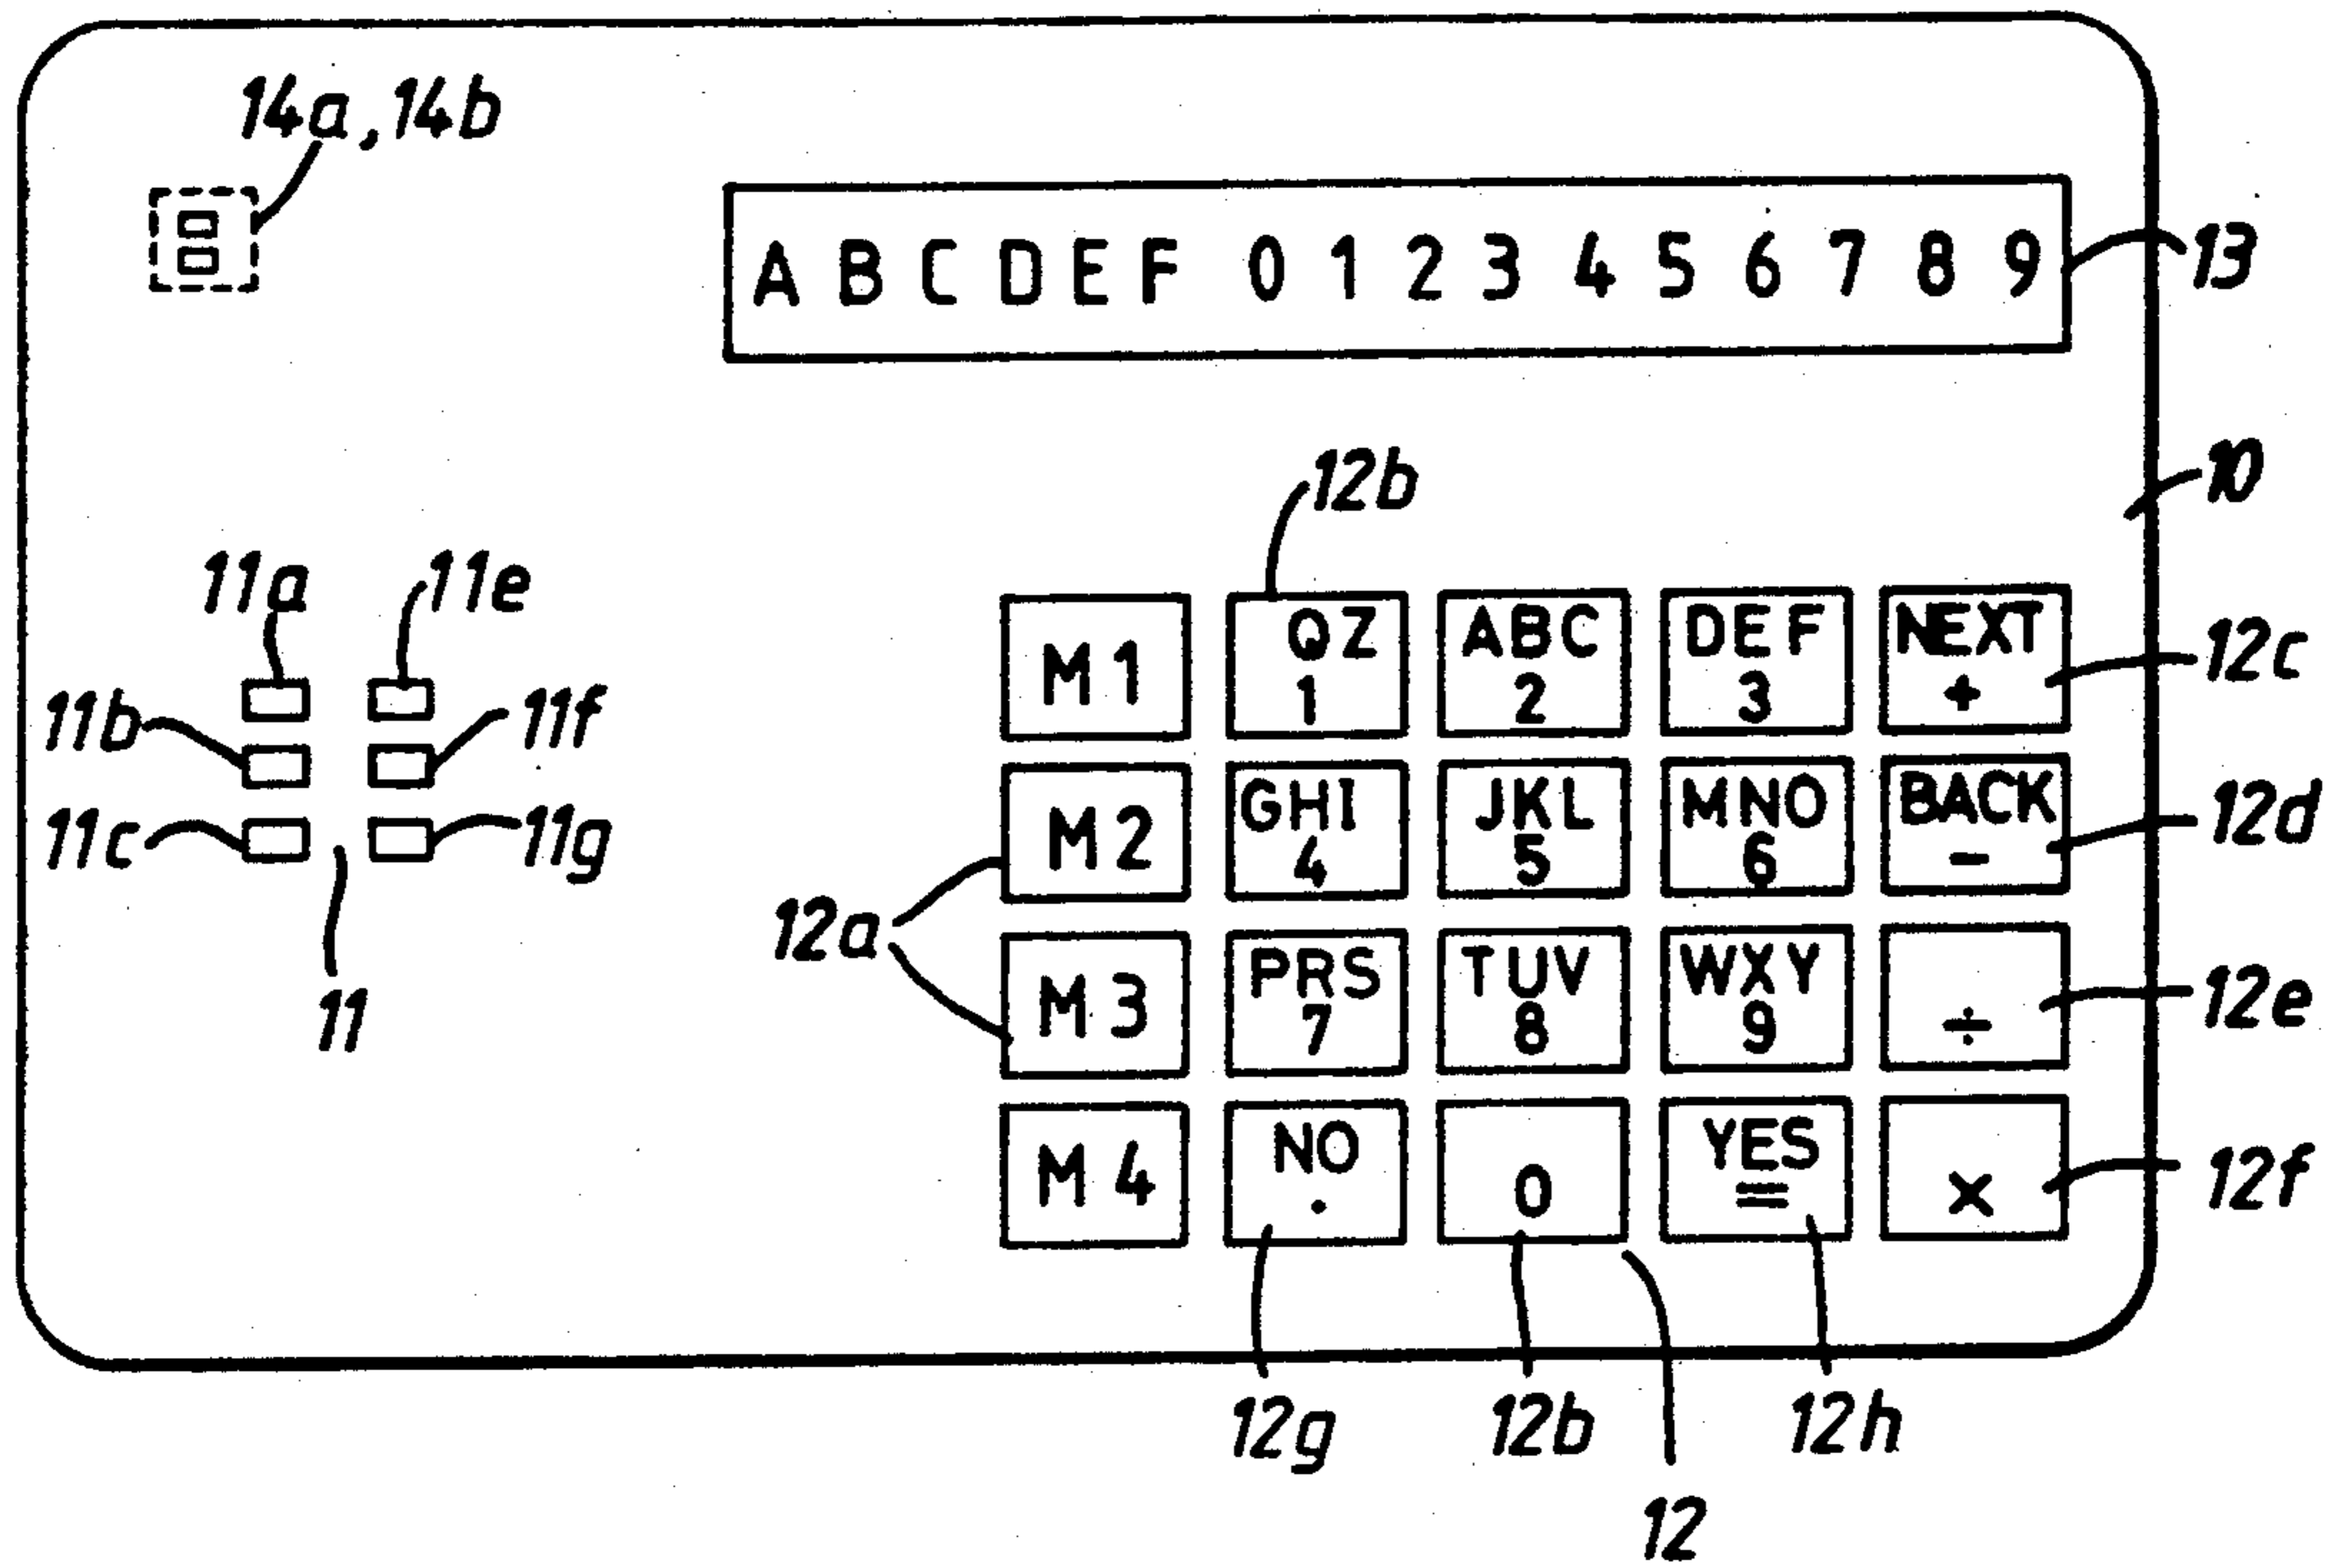 14a, 14b
A B C D E F 0 1 2 3 4 5 6 7 8 9
13
10
12b
11a 11e
11b 11f
11c 11g
11
12a
M1 QZ 1 ABC 2 DEF 3 NEXT +
12c
M2 GHI 4 JKL 5 MNO 6 BACK -
12d
M3 PRS 7 TUV 8 WXY 9 ÷
12e
M4 NO . 0 YES = ×
12f
12g 12b 12h
12